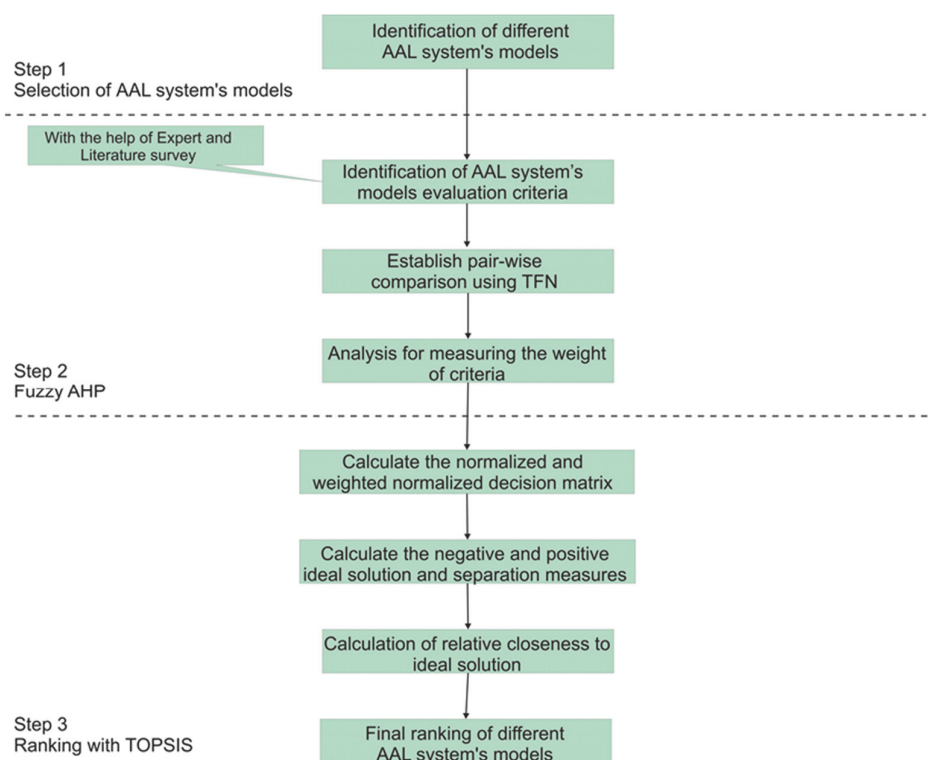 Identification of different
AAL system's models
Step 1
Selection of AAL system's models
With the help of Expert and
Literature survey
Identification of AAL system's
models evaluation criteria
Establish pair-wise
comparison using TFN
Analysis for measuring the weight
of criteria
Step 2
Fuzzy AHP
Calculate the normalized and
weighted normalized decision matrix
Calculate the negative and positive
ideal solution and separation measures
Calculation of relative closeness to
ideal solution
Step 3
Ranking with TOPSIS
Final ranking of different
AAL system's models